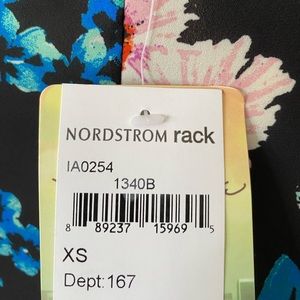 NORDSTROM rack
IA0254
1340B
8 89237 15969 5
XS
Dept:167